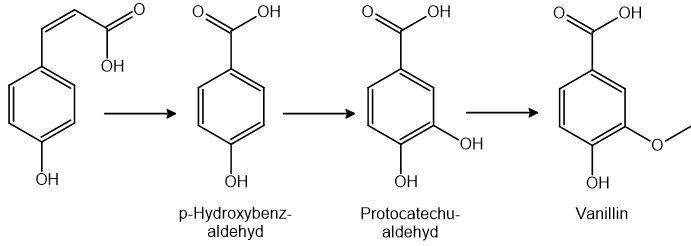 O
OH
OH
O
OH
OH
p-Hydroxybenz-
aldehyd
O
OH
OH
OH
Protocatechu-
aldehyd
O
OH
O
OH
Vanillin